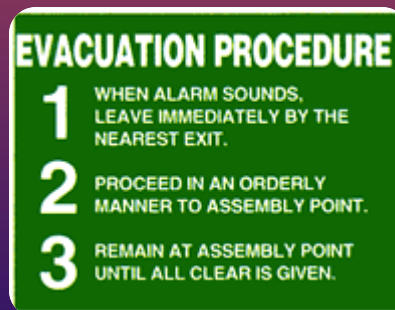 EVACUATION PROCEDURE
1 WHEN ALARM SOUNDS,
LEAVE IMMEDIATELY BY THE
NEAREST EXIT.
2 PROCEED IN AN ORDERLY
MANNER TO ASSEMBLY POINT.
3 REMAIN AT ASSEMBLY POINT
UNTIL ALL CLEAR IS GIVEN.